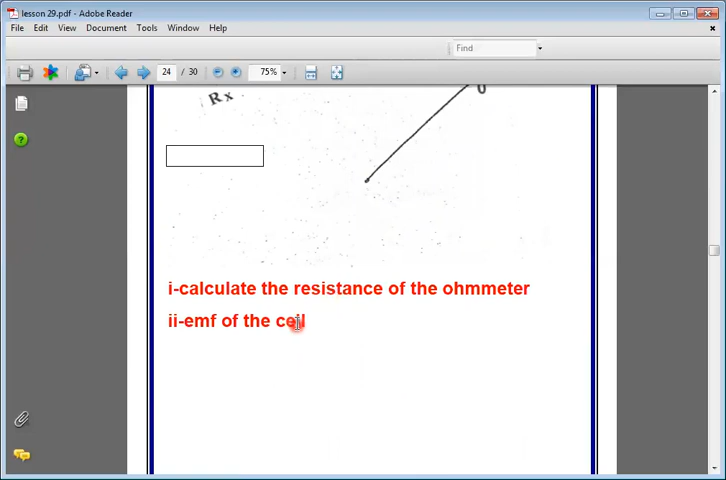 lesson 29.pdf - Adobe Reader
File Edit View Document Tools Window Help
Find
24 / 30 75%
Rx
0
i-calculate the resistance of the ohmmeter
ii-emf of the cell